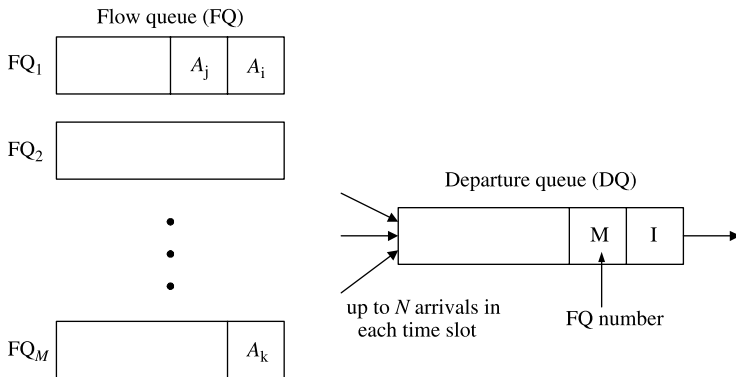 Flow queue (FQ)
FQ1 Aj Ai
FQ2
Departure queue (DQ)
M I
up to N arrivals in
each time slot
FQ number
FQM Ak